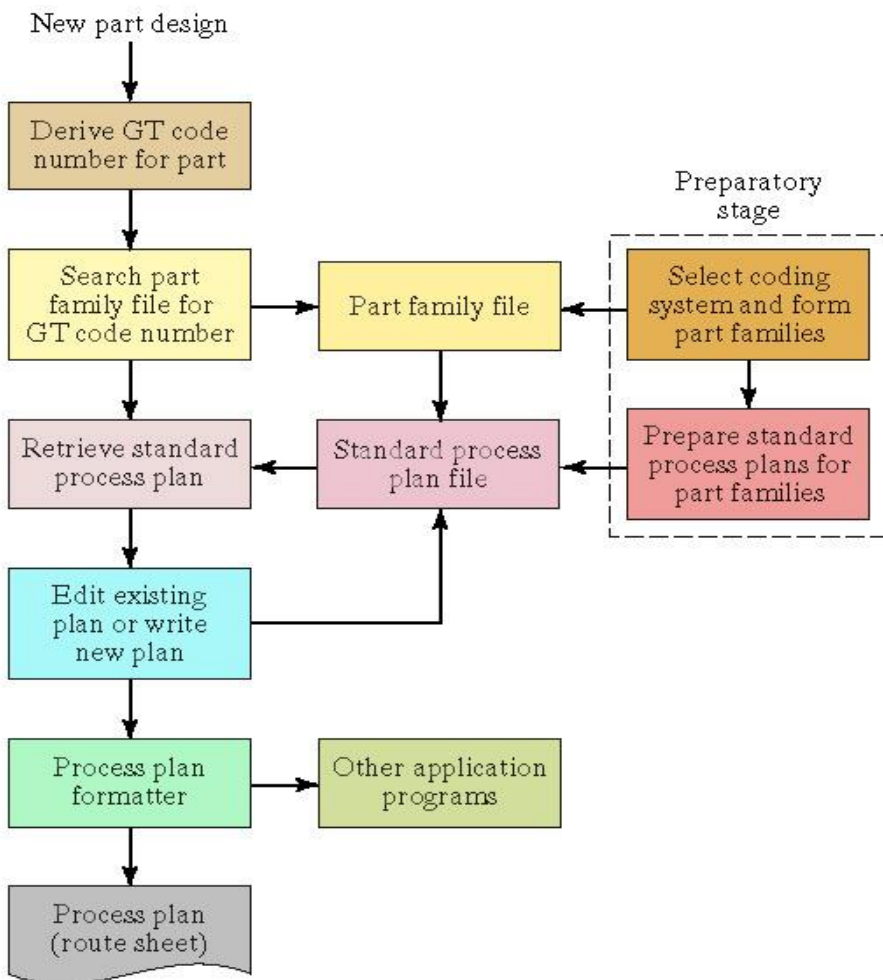 New part design
Derive GT code
number for part
Preparatory
stage
Search part
family file for
GT code number
Part family file
Select coding
system and form
part families
Retrieve standard
process plan
Standard process
plan file
Prepare standard
process plans for
part families
Edit existing
plan or write
new plan
Process plan
formatter
Other application
programs
Process plan
(route sheet)